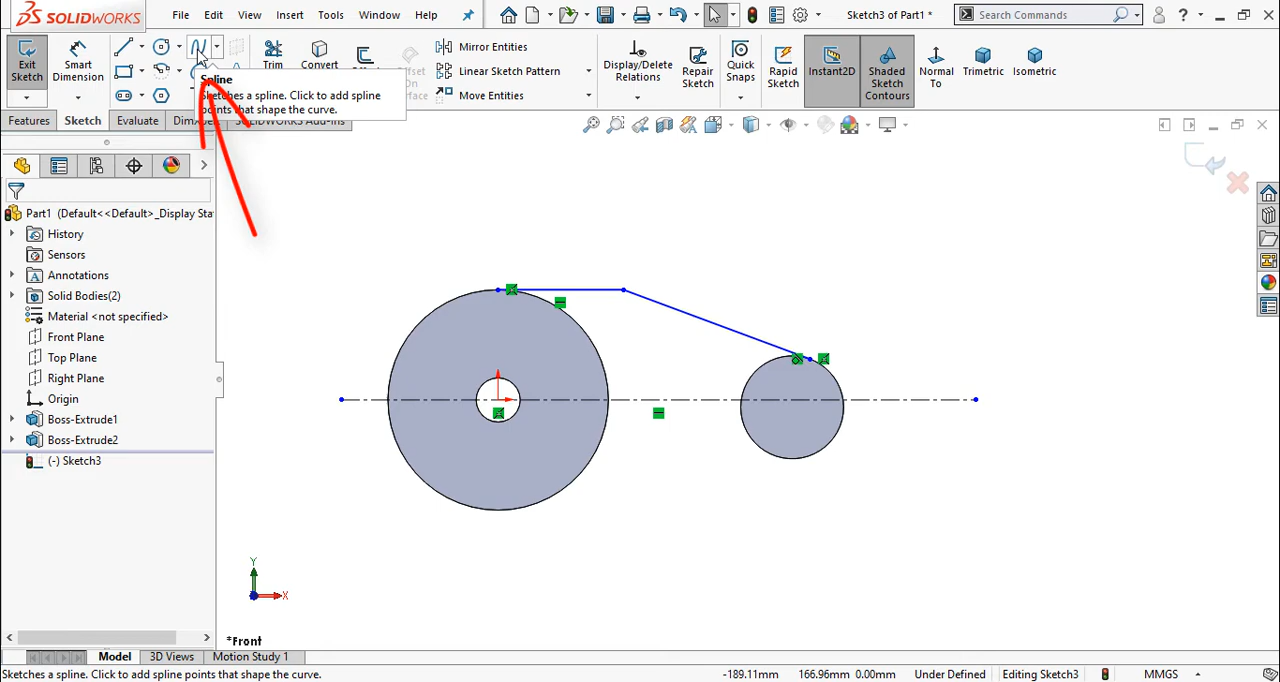 SOLIDWORKS
File
Edit
View
Insert
Tools
Window
Help
Sketch3 of Part1 *
Search Commands
?
Exit
Sketch
Smart
Dimension
Trim
Convert
Mirror Entities
Linear Sketch Pattern
Move Entities
Display/Delete
Relations
Repair
Sketch
Quick
Snaps
Rapid
Sketch
Instant2D
Shaded
Sketch
Contours
Normal
To
Trimetric
Isometric
Spline
Sketches a spline. Click to add spline
points that shape the curve.
Features
Sketch
Evaluate
SOLIDWORKS Add-Ins
Part1 (Default<<Default>_Display Sta
History
Sensors
Annotations
Solid Bodies(2)
Material <not specified>
Front Plane
Top Plane
Right Plane
Origin
Boss-Extrude1
Boss-Extrude2
(-) Sketch3
Y
X
*Front
Model
3D Views
Motion Study 1
Sketches a spline. Click to add spline points that shape the curve.
-189.11mm
166.96mm
0.00mm
Under Defined
Editing Sketch3
MMGS